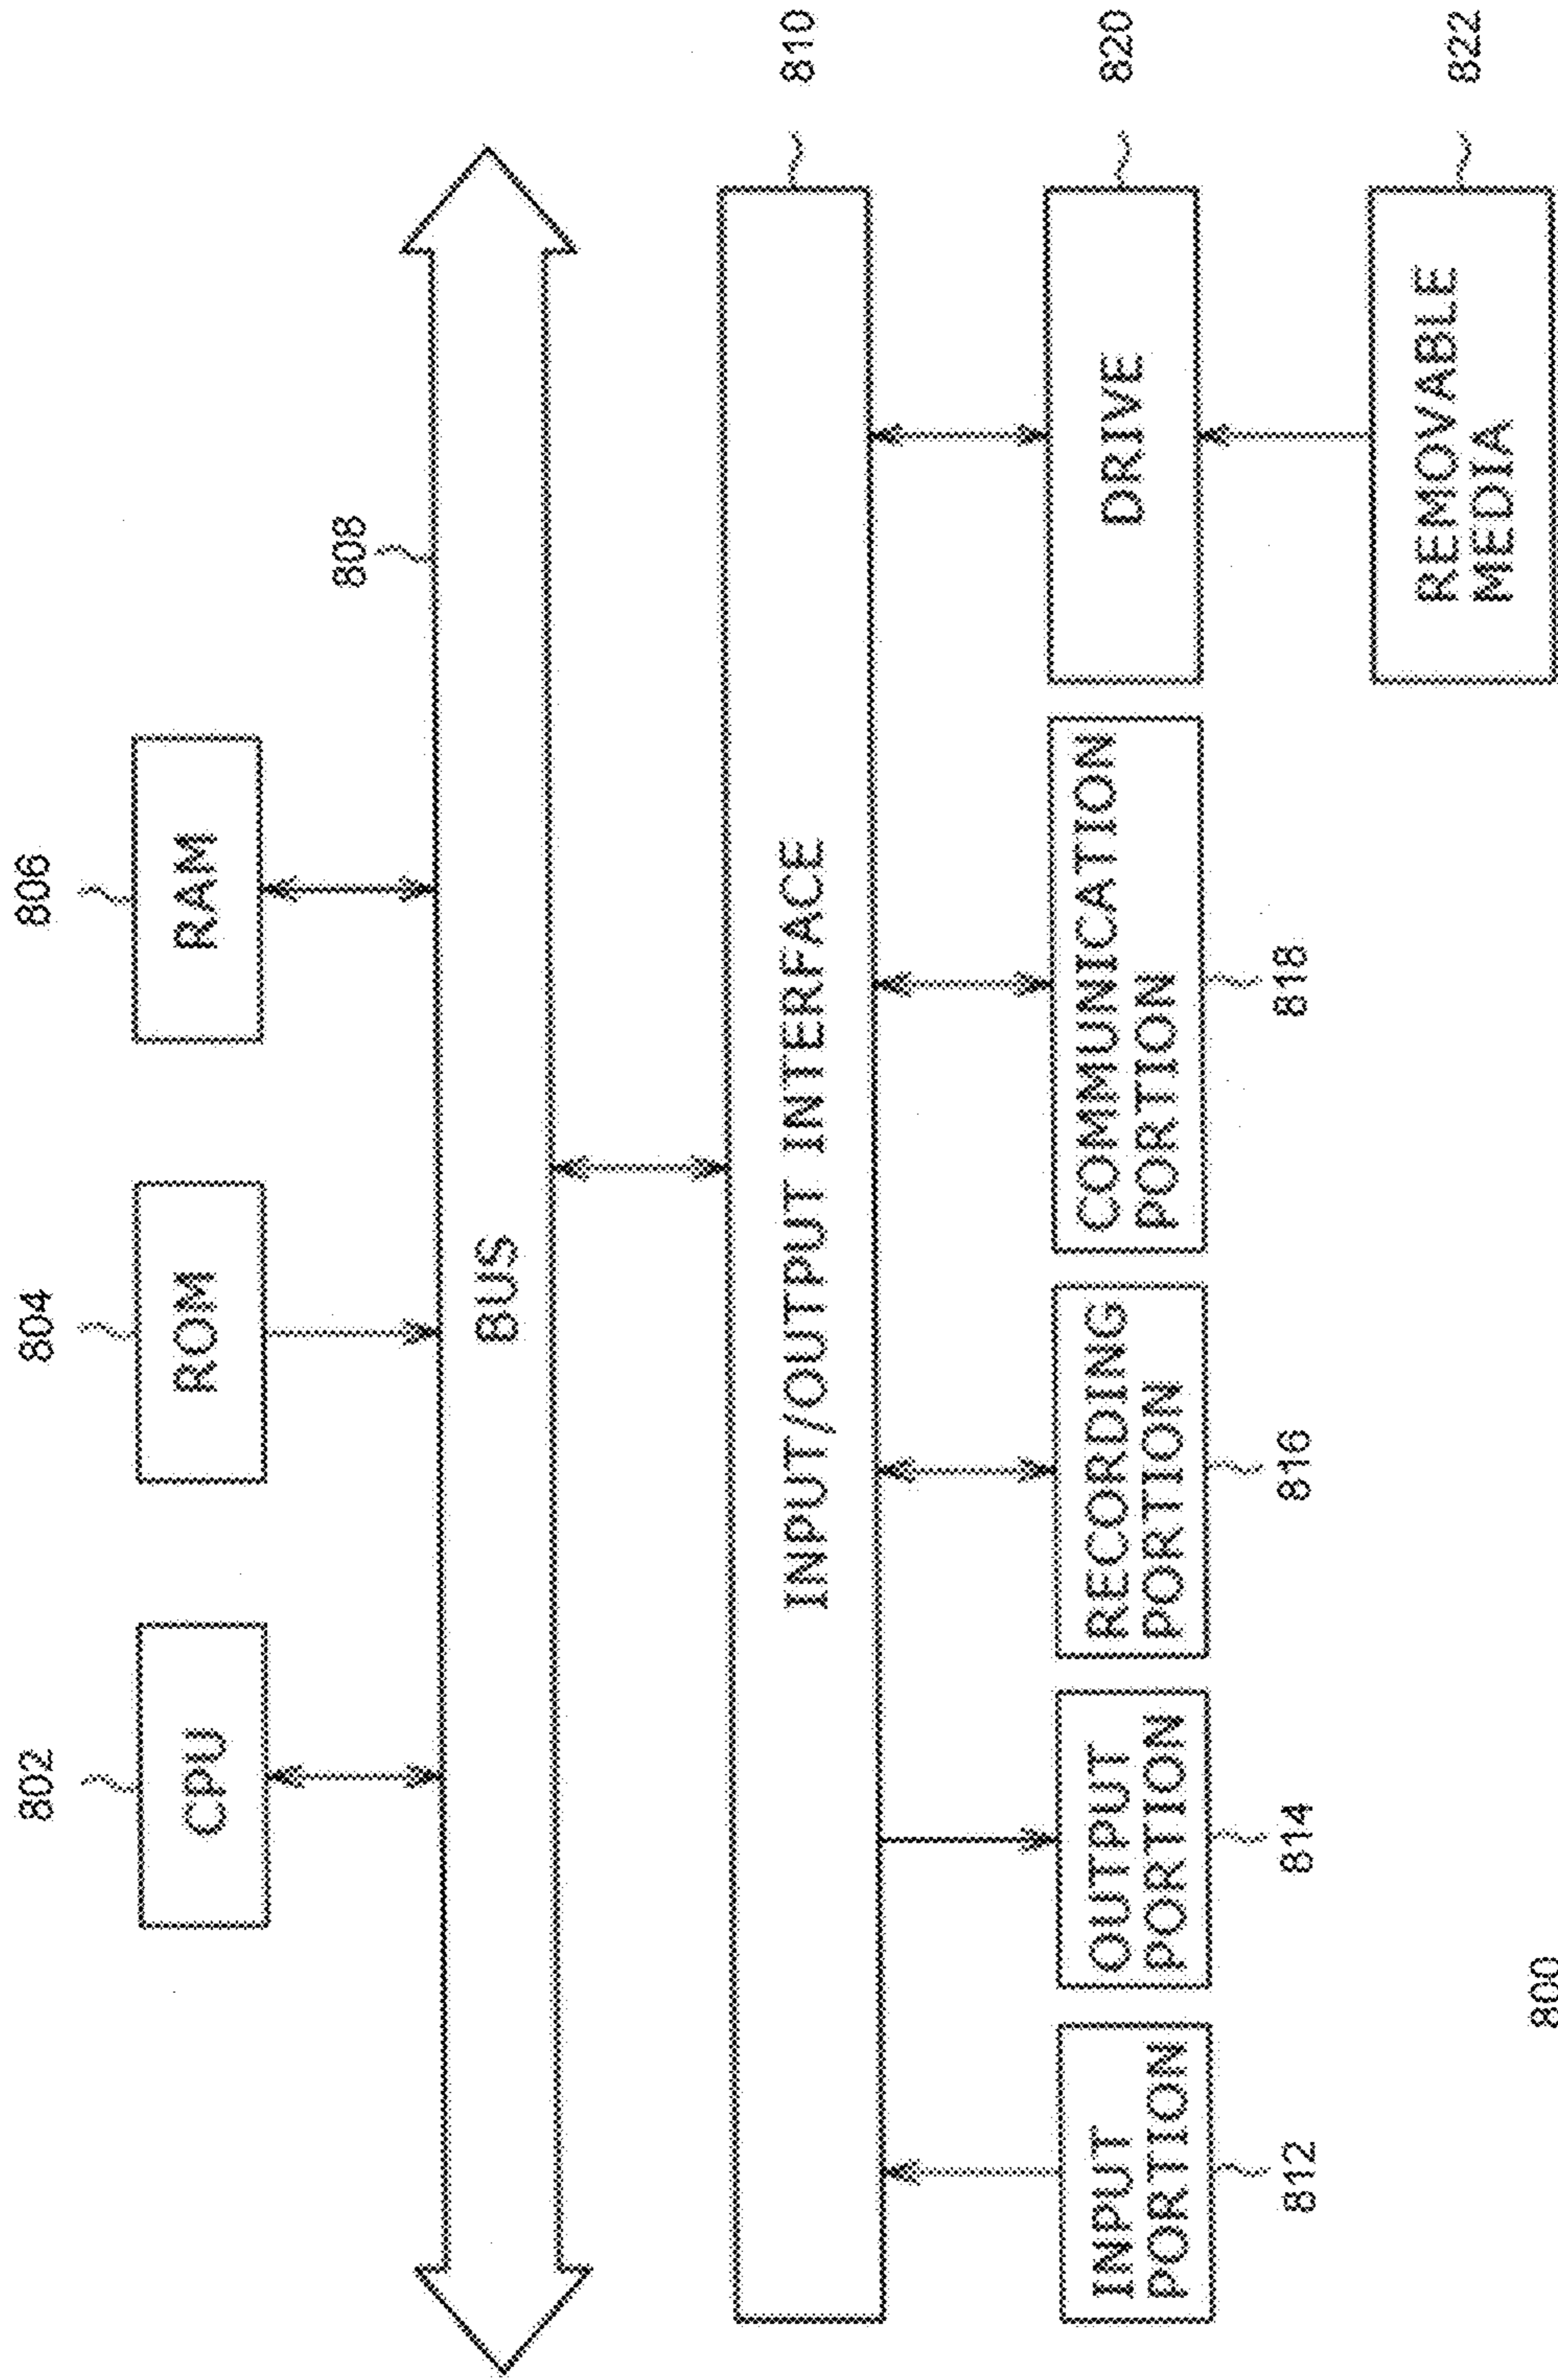 802
804
806
CPU
ROM
RAM
808
BUS
810
INPUT/OUTPUT INTERFACE
INPUT
PORTION
OUTPUT
PORTION
RECORDING
PORTION
COMMUNICATION
PORTION
DRIVE
820
812
814
816
818
REMOVABLE
MEDIA
822
800